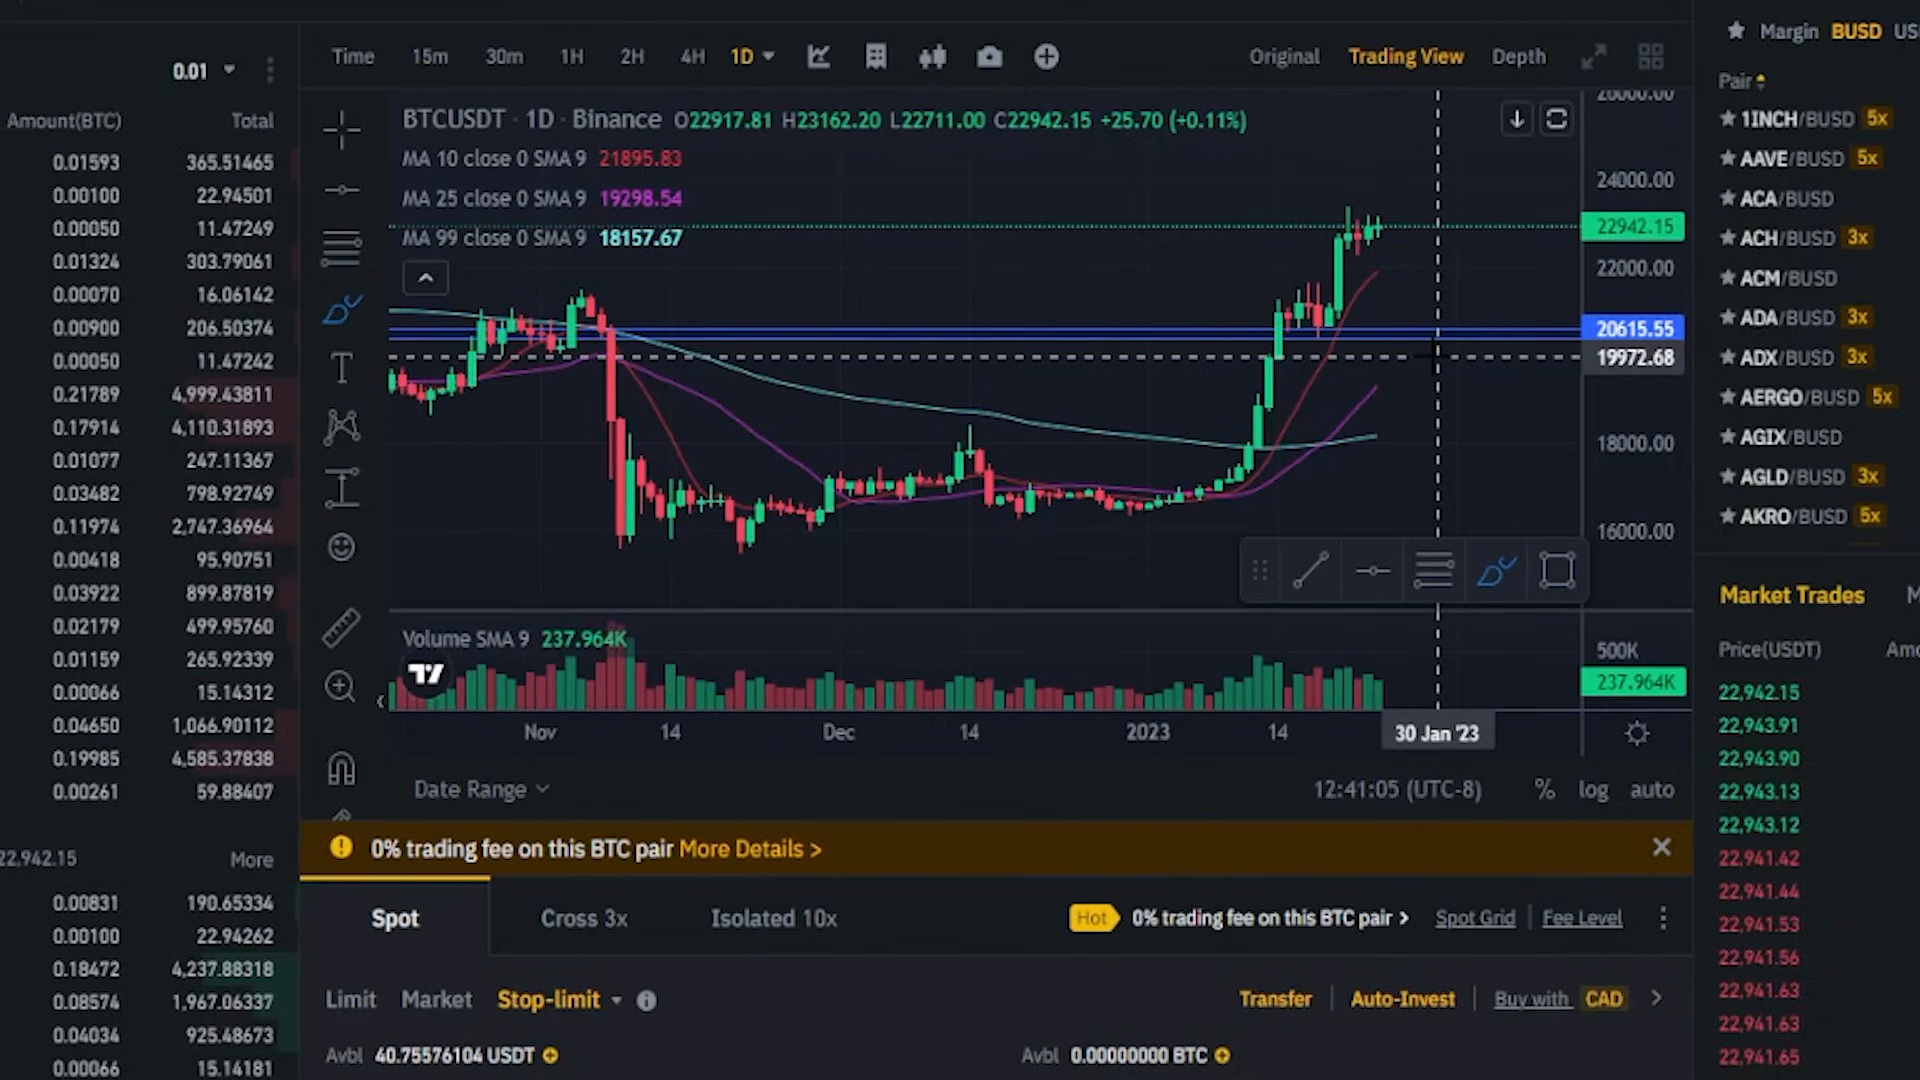 0.01
Amount(BTC) Total
0.01593 365.51465
0.00100 22.94501
0.00050 11.47249
0.01324 303.79061
0.00070 16.06142
0.00900 206.50374
0.00050 11.47242
0.21789 4,999.43811
0.17914 4,110.31893
0.01077 247.11367
0.03493 798.92749
0.11974 2,747.36964
0.00418 95.90751
0.03922 899.87819
0.02179 499.95760
0.01159 265.92339
0.00066 15.14312
0.04650 1,066.90112
0.19985 4,585.37838
0.00261 59.88407
22,942.15 More
0.00831 190.65334
0.00100 22.94262
0.18472 4,237.88318
0.08574 1,967.06337
0.04034 925.48673
0.00066 15.14181
Time 15m 30m 1H 2H 4H 1D Original Trading View Depth
BTCUSDT · 1D · Binance O22917.81 H23162.20 L22711.00 C22942.15 +25.70 (+0.11%)
MA 10 close 0 SMA 9 21895.83
MA 25 close 0 SMA 9 19298.54
MA 99 close 0 SMA 9 18157.67
24000.00
22942.15
22000.00
20615.55
19972.68
18000.00
16000.00
Volume SMA 9 237.964K
500K
237.964K
Nov 14 Dec 14 2023 14 30 Jan '23
Date Range 12:41:05 (UTC-8) % log auto
0% trading fee on this BTC pair More Details >
Spot Cross 3x Isolated 10x Hot 0% trading fee on this BTC pair > Spot Grid Fee Level
Limit Market Stop-limit Transfer Auto-Invest Buy with CAD
Avbl 40.75576104 USDT Avbl 0.00000000 BTC
Margin BUSD
Pair
1INCH/BUSD 5x
AAVE/BUSD 5x
ACA/BUSD
ACH/BUSD 3x
ACM/BUSD
ADA/BUSD 3x
ADX/BUSD 3x
AERGO/BUSD 5x
AGIX/BUSD
AGLD/BUSD 3x
AKRO/BUSD 5x
Market Trades
Price(USDT)
22,942.15
22,943.91
22,943.90
22,943.13
22,943.12
22,941.42
22,941.44
22,941.53
22,941.56
22,941.63
22,941.63
22,941.65